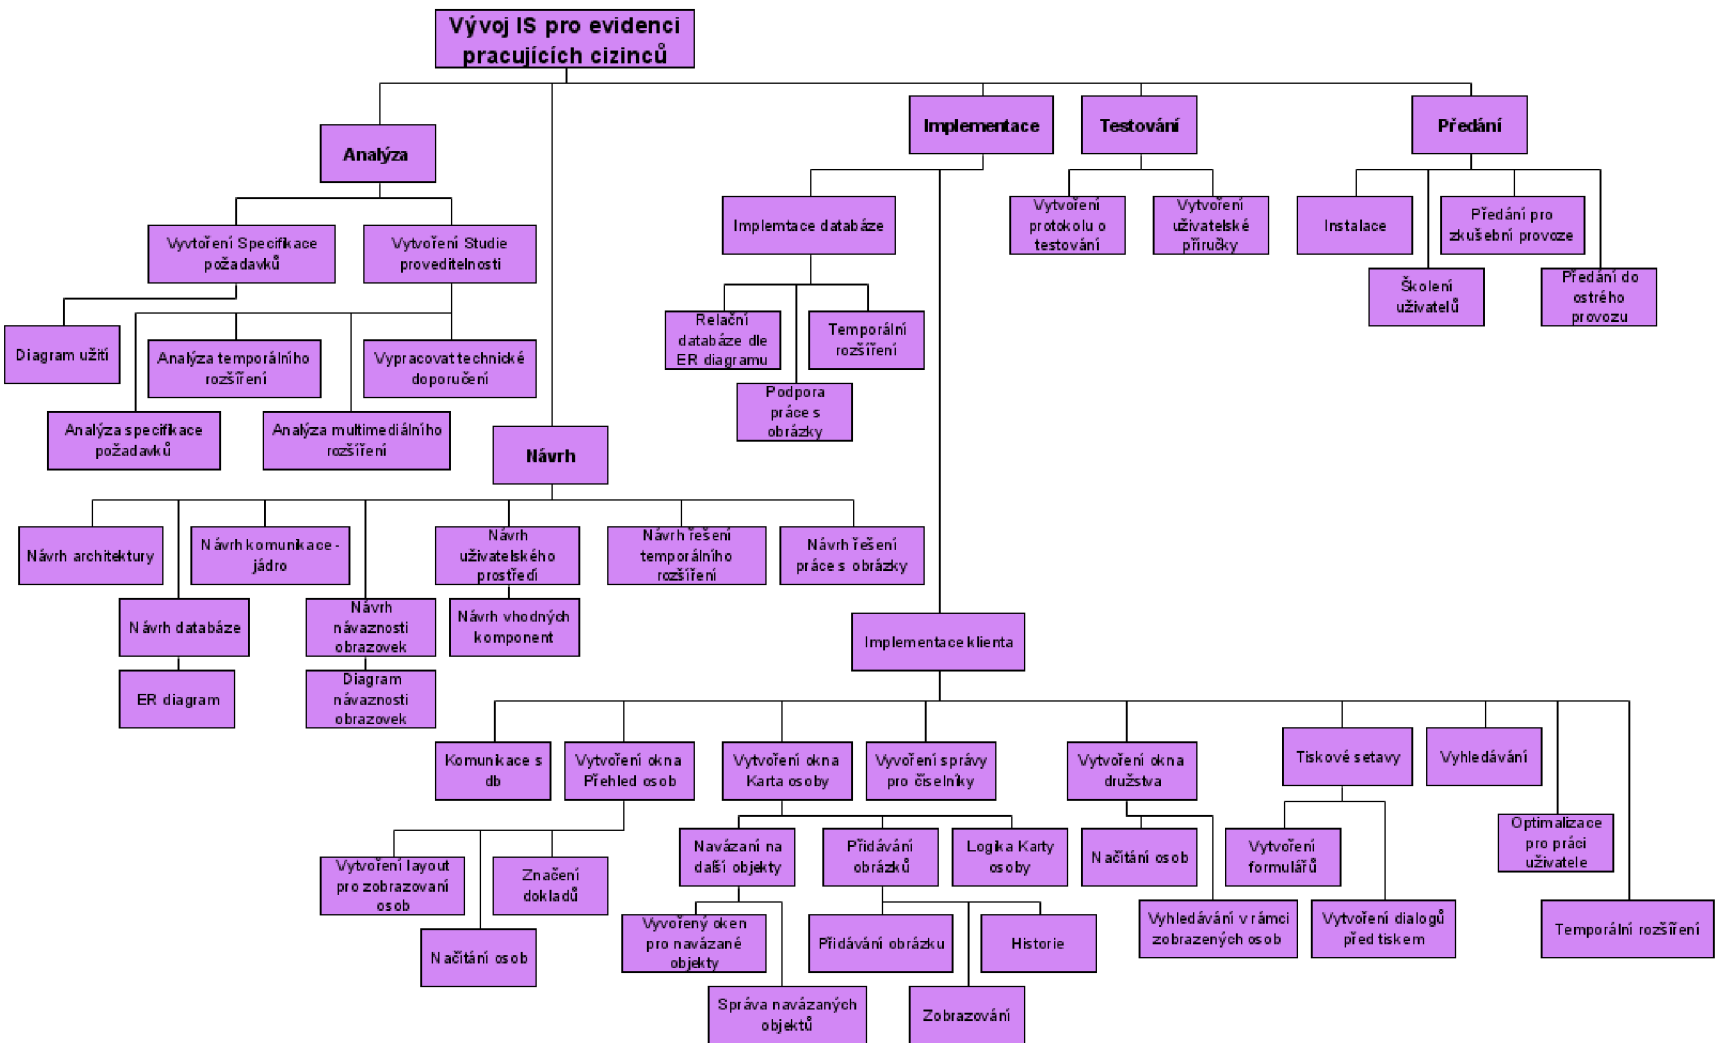 Vývoj IS pro evidenci
pracujících cizinců
Analýza
Implementace
Testování
Předání
Vyvtoření Specifikace
požadavků
Vytvoření Studie
proveditelnosti
Implemtace databáze
Vytvoření
protokolu o
testování
Vytvoření
uživatelské
příručky
Instalace
Předání pro
zkušební provoze
Školení
uživatelů
Předání do
ostrého
provozu
Diagram užití
Analýza temporálního
rozšíření
Vypracovat technické
doporučení
Relační
databáze dle
ER diagramu
Temporální
rozšíření
Analýza specifikace
požadavků
Analýza multimediálního
rozšíření
Podpora
práce s
obrázky
Návrh
Návrh architektury
Návrh komunikace -
jádro
Návrh
uživatelského
prostředí
Návrh řešení
temporálního
rozšíření
Návrh řešení
práce s obrázky
Návrh databáze
Návrh
návaznosti
obrazovek
Návrh vhodných
komponent
Implementace klienta
ER diagram
Diagram
návaznosti
obrazovek
Komunikace s
db
Vytvoření okna
Přehled osob
Vytvoření okna
Karta osoby
Vyvoření správy
pro číselníky
Vytvoření okna
družstva
Tiskové setavy
Vyhledávání
Vytvoření layout
pro zobrazovaní
osob
Značení
dokladů
Navázaní na
další objekty
Přidávání
obrázků
Logika Karty
osoby
Načítání osob
Vytvoření
formulářů
Optimalizace
pro práci
uživatele
Načítání osob
Vyvořený oken
pro navázané
objekty
Přidávání obrázku
Historie
Vyhledávání v rámci
zobrazených osob
Vytvoření dialogů
před tiskem
Temporální rozšíření
Správa navázaných
objektů
Zobrazování